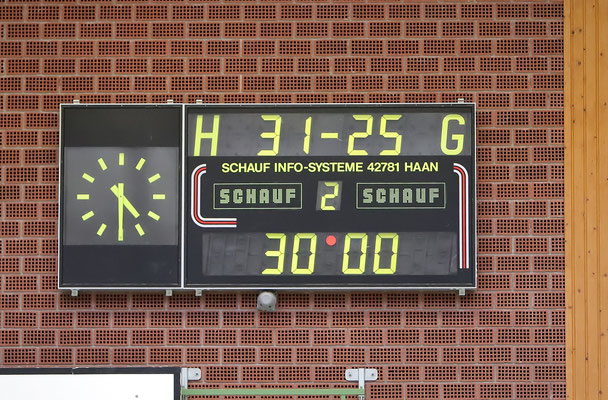 H 31-25 G
SCHAUF INFO-SYSTEME 42781 HAAN
SCHAUF 2 SCHAUF
30:00